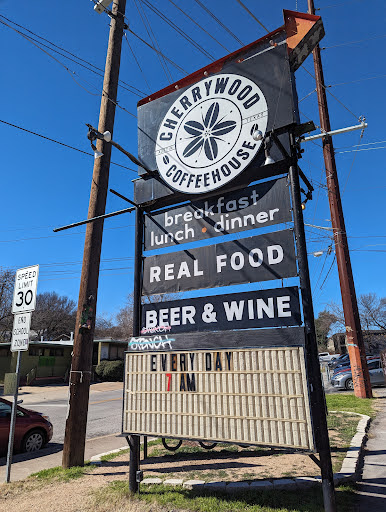 CHERRYWOOD
COFFEEHOUSE
breakfast
lunch • dinner
REAL FOOD
BEER & WINE
EVERY DAY
7 AM
SPEED
LIMIT
30
END
SCHOOL
ZONE